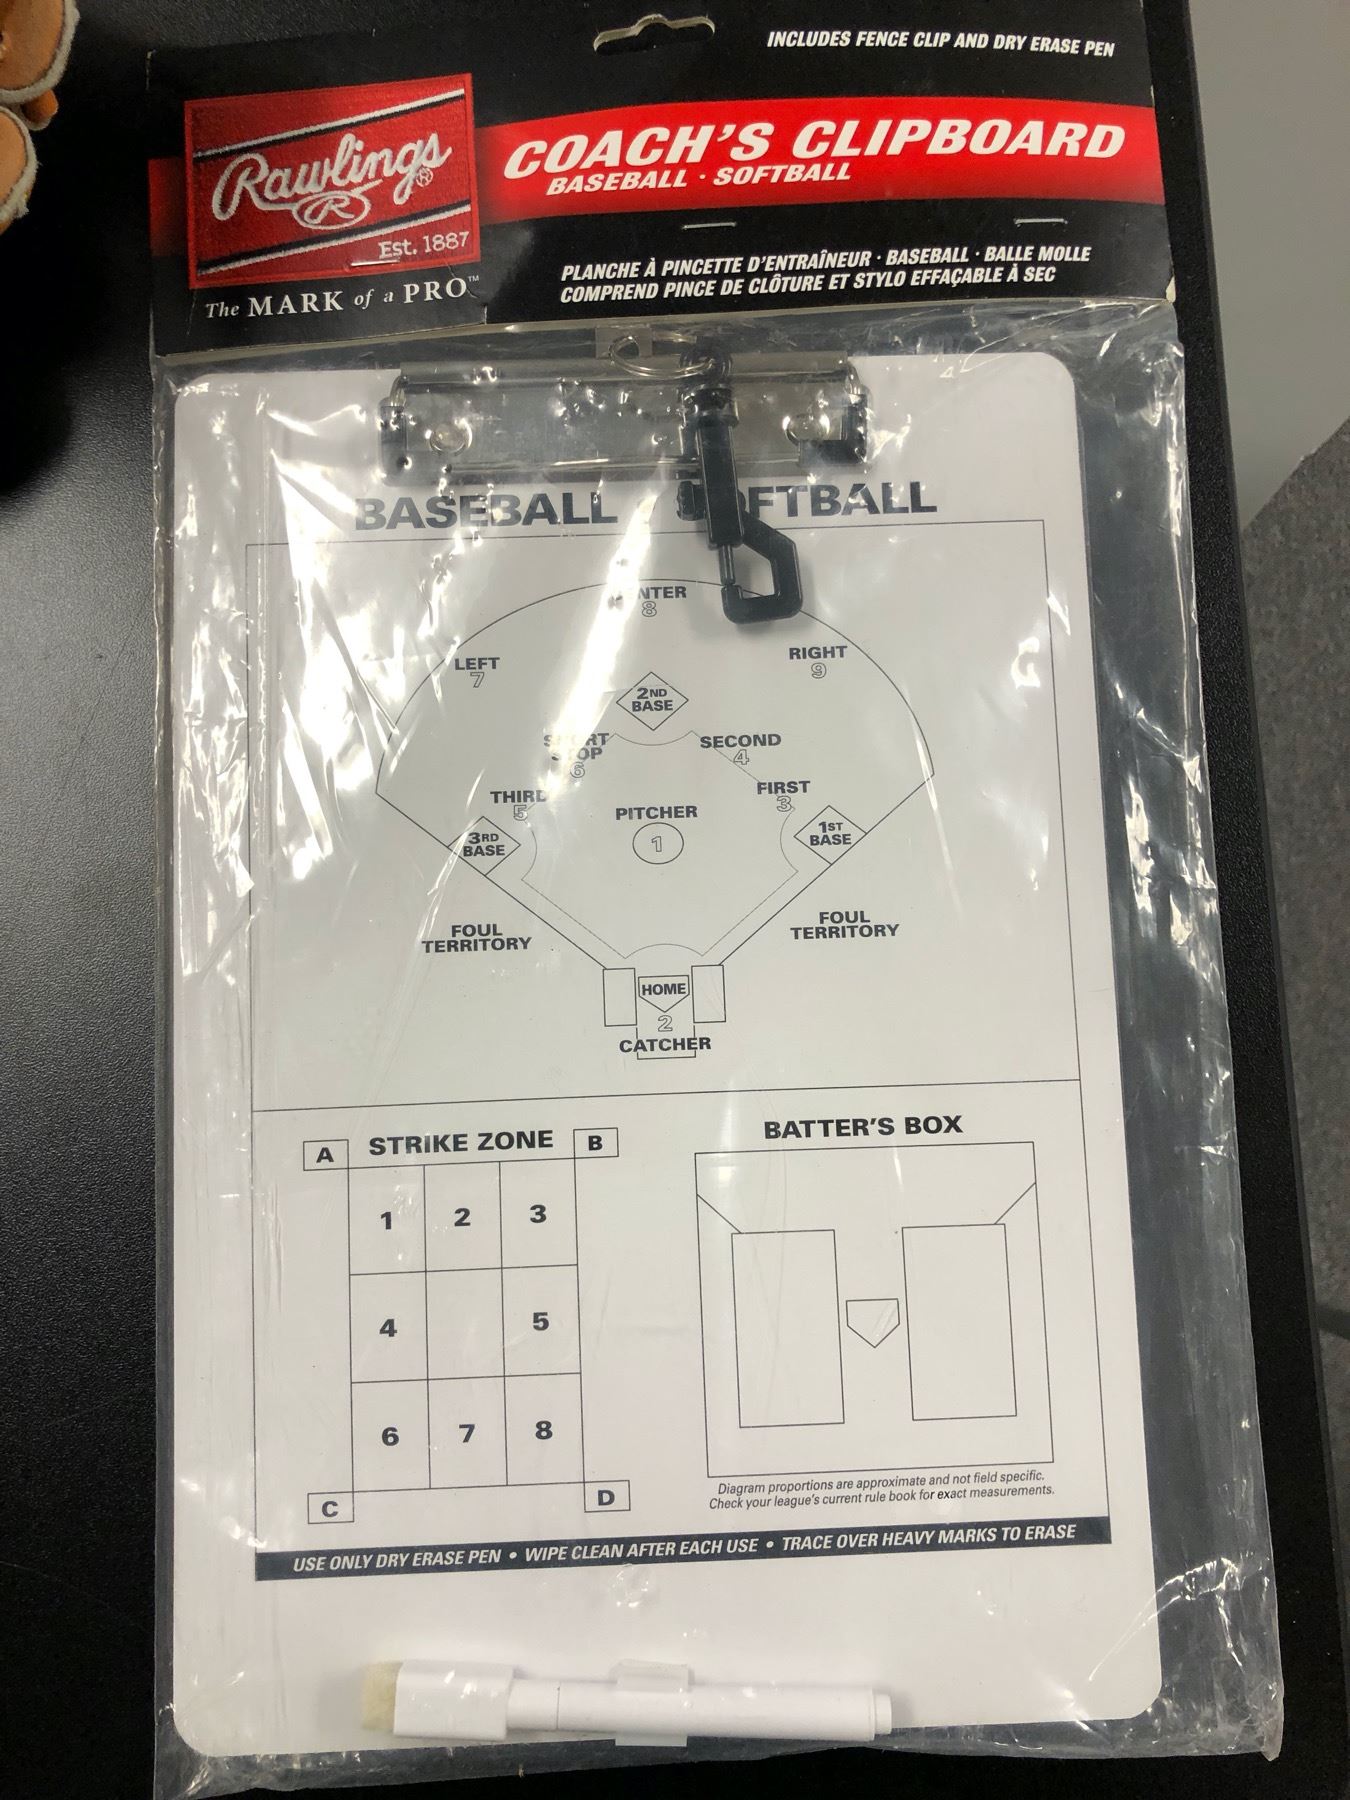 INCLUDES FENCE CLIP AND DRY ERASE PEN
Rawlings®
R
Est. 1887
The MARK of a PRO™
COACH'S CLIPBOARD
BASEBALL · SOFTBALL
PLANCHE À PINCETTE D'ENTRAÎNEUR · BASEBALL · BALLE MOLLE
COMPREND PINCE DE CLÔTURE ET STYLO EFFAÇABLE À SEC
BASEBALL SOFTBALL
CENTER
8
LEFT
7
RIGHT
9
2ND
BASE
SHORT
STOP
6
SECOND
4
THIRD
5
FIRST
3
PITCHER
1
3RD
BASE
1ST
BASE
FOUL
TERRITORY
FOUL
TERRITORY
HOME
2
CATCHER
A STRIKE ZONE B
1 2 3
4 5
6 7 8
C D
BATTER'S BOX
Diagram proportions are approximate and not field specific.
Check your league's current rule book for exact measurements.
USE ONLY DRY ERASE PEN • WIPE CLEAN AFTER EACH USE • TRACE OVER HEAVY MARKS TO ERASE